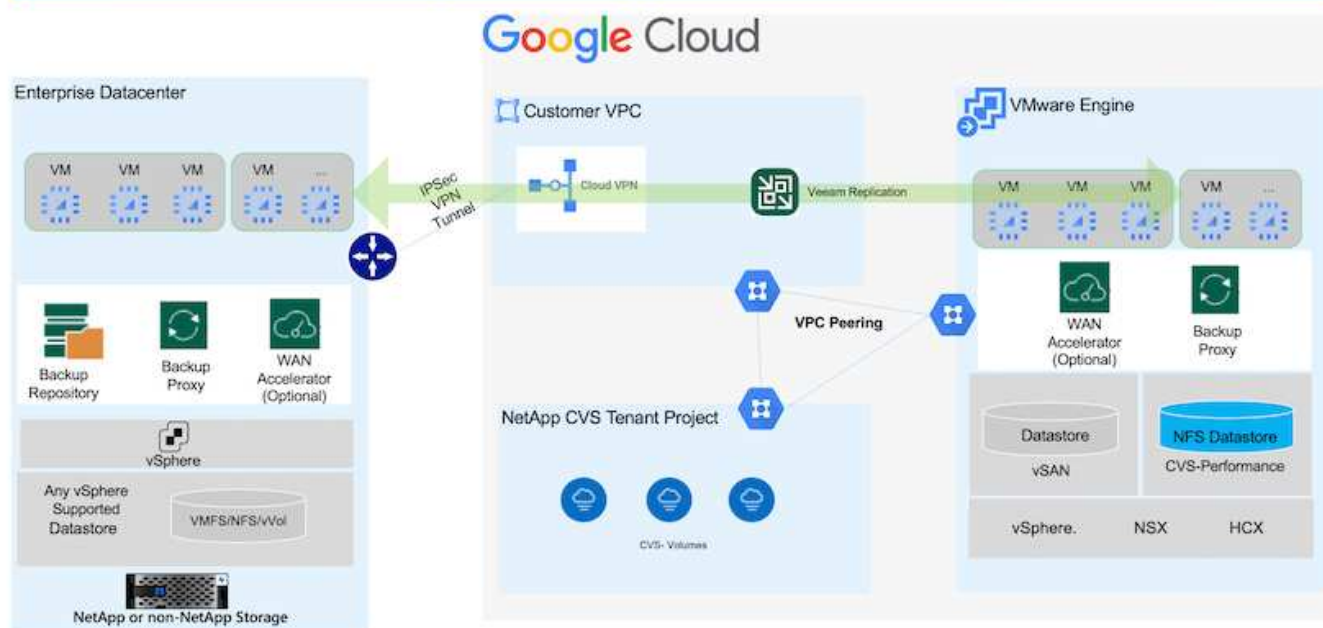 Google Cloud
Enterprise Datacenter
VM
VM
VM
VM
...
IPSec
VPN
Tunnel
Backup
Repository
Backup
Proxy
WAN
Accelerator
(Optional)
vSphere
Any vSphere
Supported
Datastore
VMFS/NFS/vVol
NetApp or non-NetApp Storage
Customer VPC
Cloud VPN
Veeam Replication
VPC Peering
NetApp CVS Tenant Project
CVS- Volumes
VMware Engine
VM
VM
VM
VM
...
WAN
Accelerator
(Optional)
Backup
Proxy
Datastore
vSAN
NFS Datastore
CVS-Performance
vSphere.
NSX
HCX